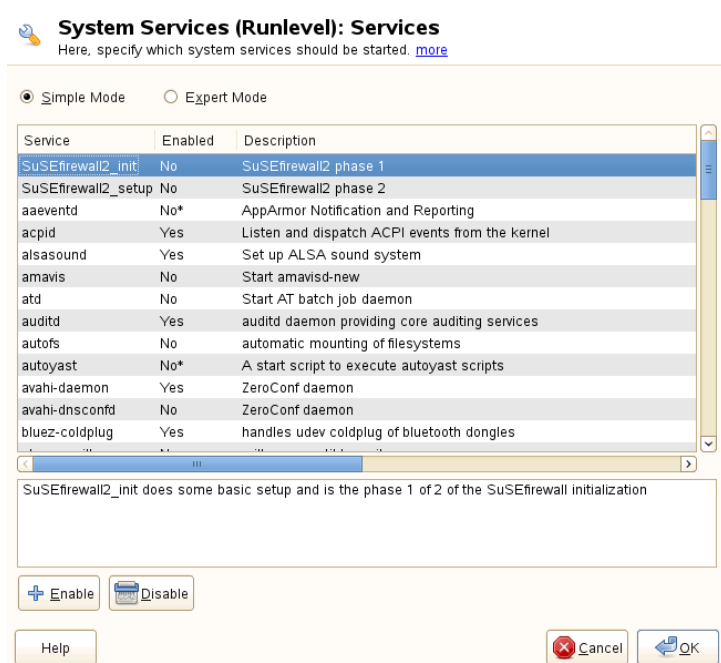 System Services (Runlevel): Services
Here, specify which system services should be started. more
Simple Mode Expert Mode
Service Enabled Description
SuSEfirewall2_init No SuSEfirewall2 phase 1
SuSEfirewall2_setup No SuSEfirewall2 phase 2
aaeventd No* AppArmor Notification and Reporting
acpid Yes Listen and dispatch ACPI events from the kernel
alsasound Yes Set up ALSA sound system
amavis No Start amavisd-new
atd No Start AT batch job daemon
auditd Yes auditd daemon providing core auditing services
autofs No automatic mounting of filesystems
autoyast No* A start script to execute autoyast scripts
avahi-daemon Yes ZeroConf daemon
avahi-dnsconfd No ZeroConf daemon
bluez-coldplug Yes handles udev coldplug of bluetooth dongles
SuSEfirewall2_init does some basic setup and is the phase 1 of 2 of the SuSEfirewall initialization
Enable Disable
Help Cancel OK